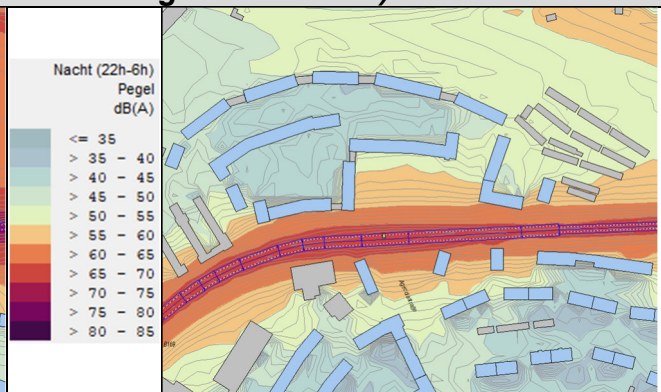 Nacht (22h-6h)
Pegel
dB(A)
<= 35
> 35 - 40
> 40 - 45
> 45 - 50
> 50 - 55
> 55 - 60
> 60 - 65
> 65 - 70
> 70 - 75
> 75 - 80
> 80 - 85